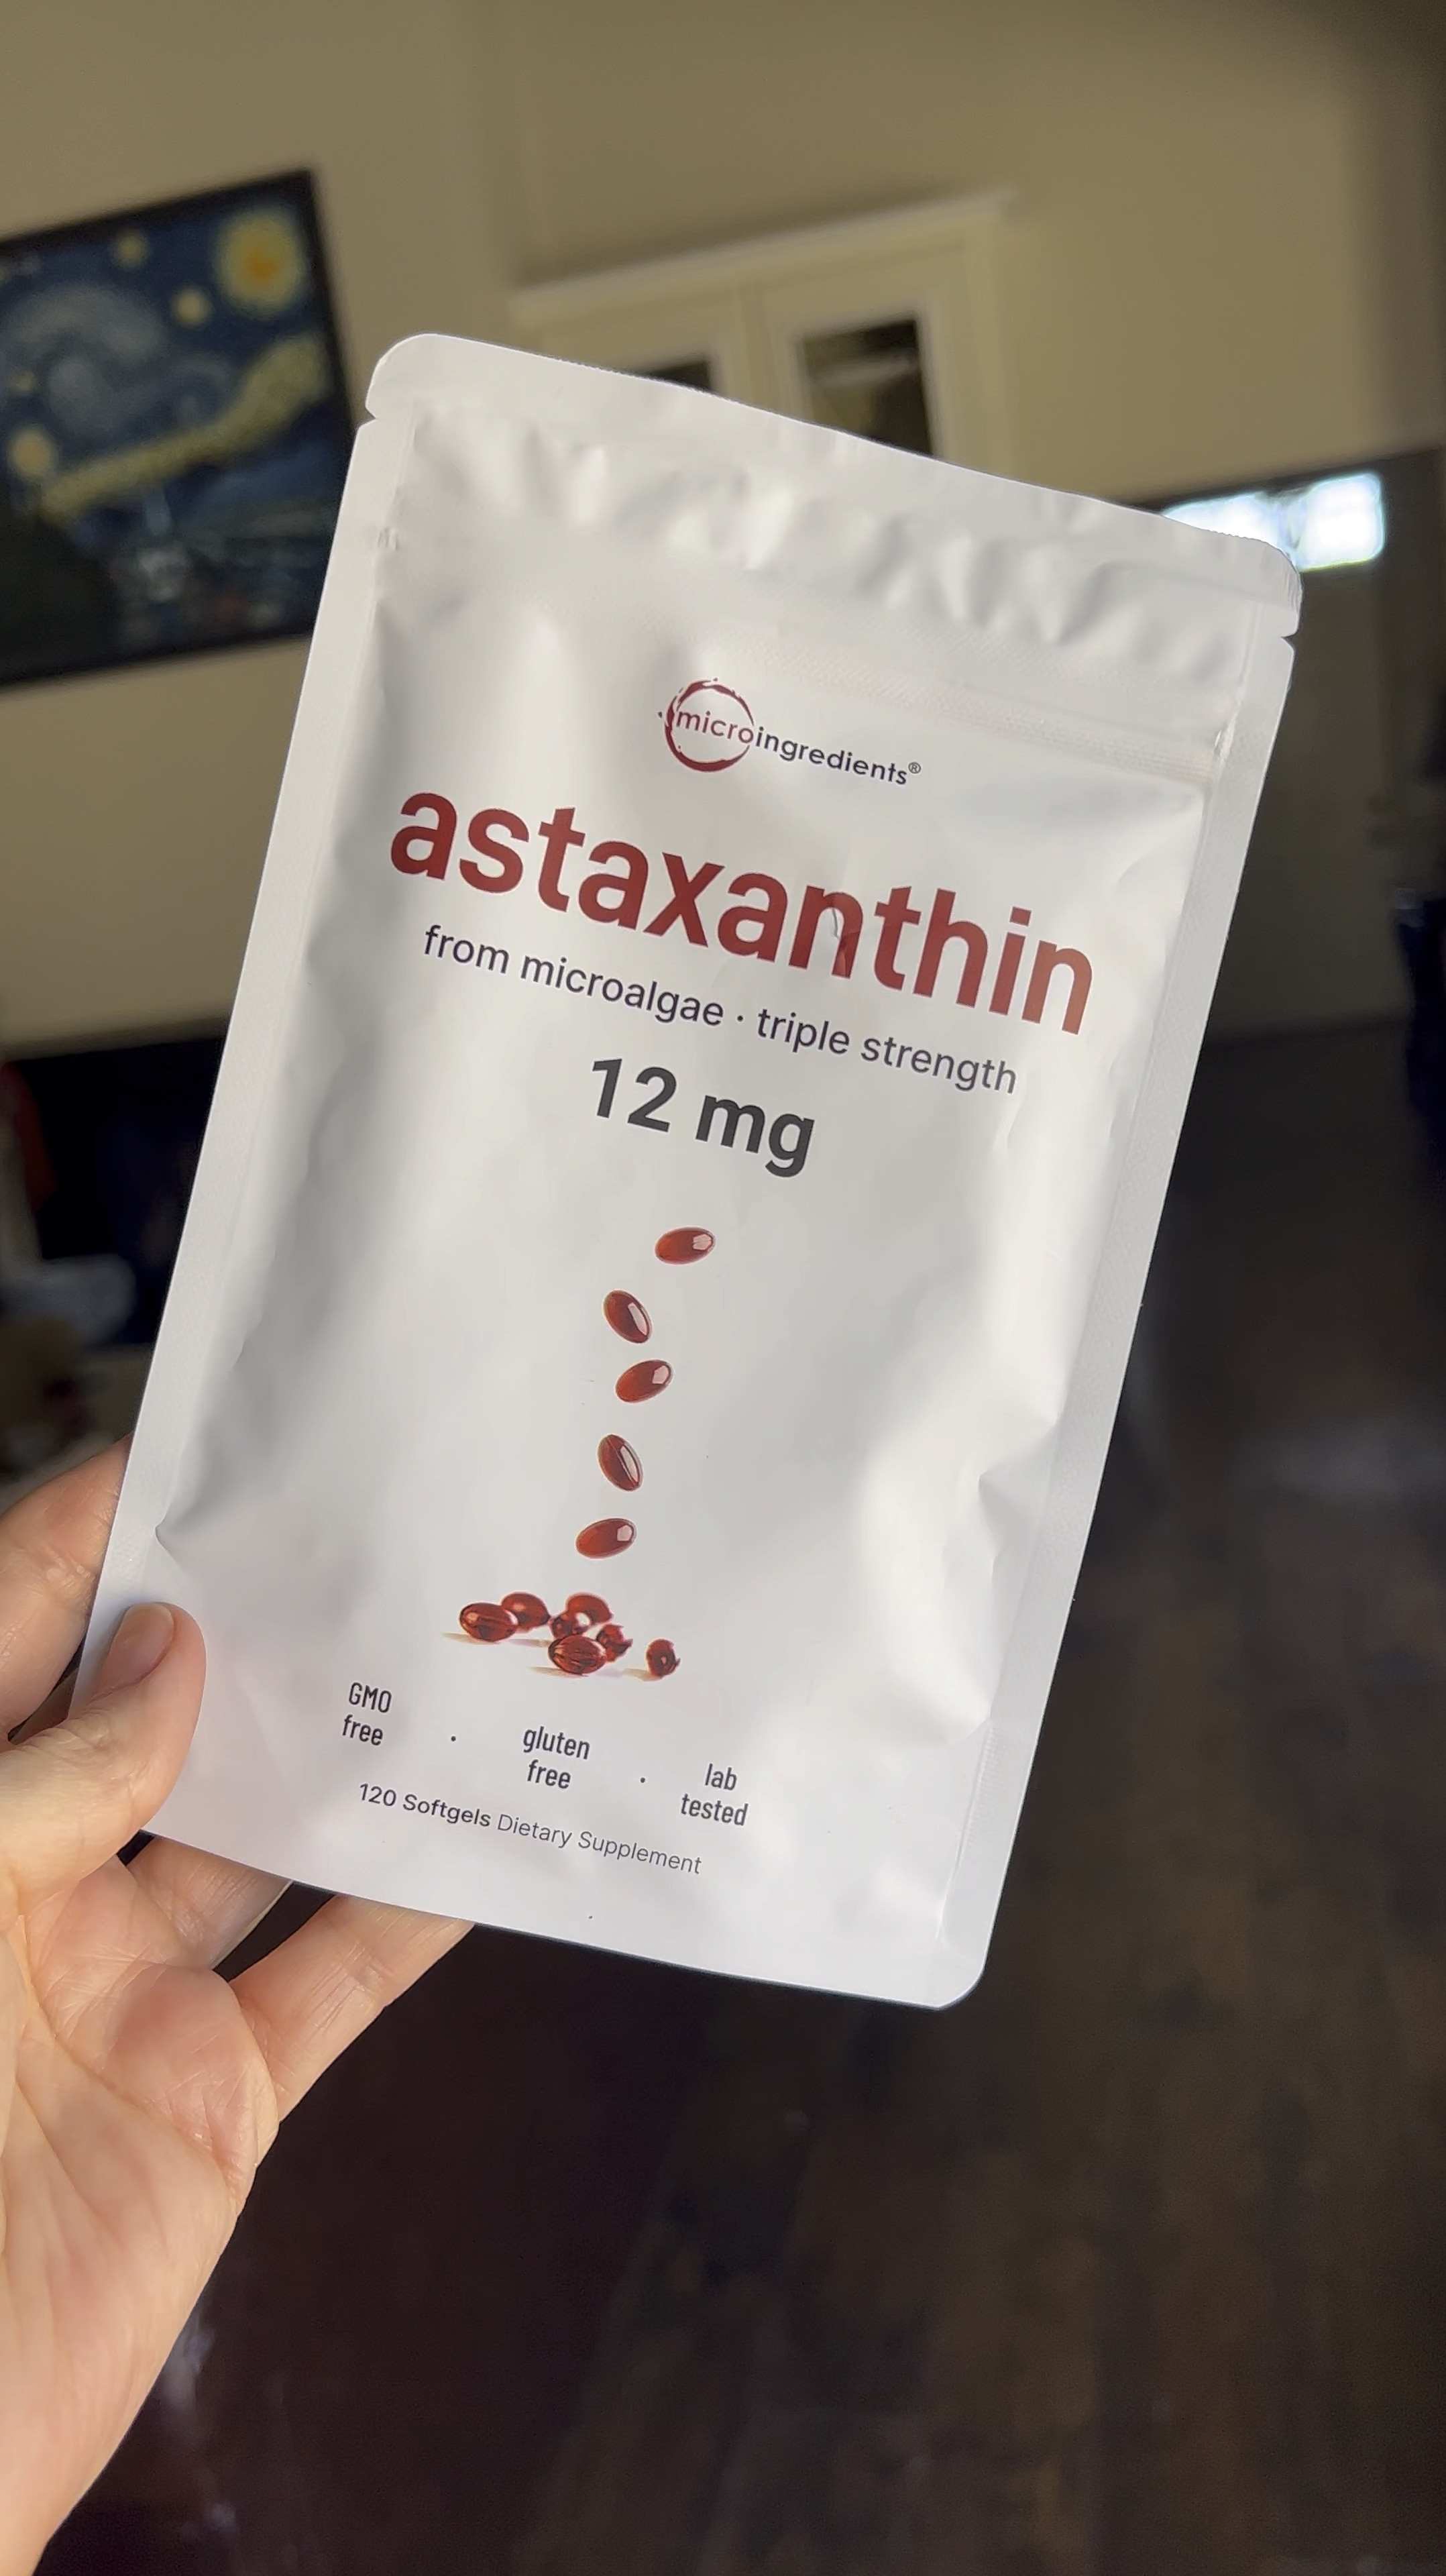 microingredients®
astaxanthin
from microalgae · triple strength
12 mg
GMO free · gluten free · lab tested
120 Softgels Dietary Supplement